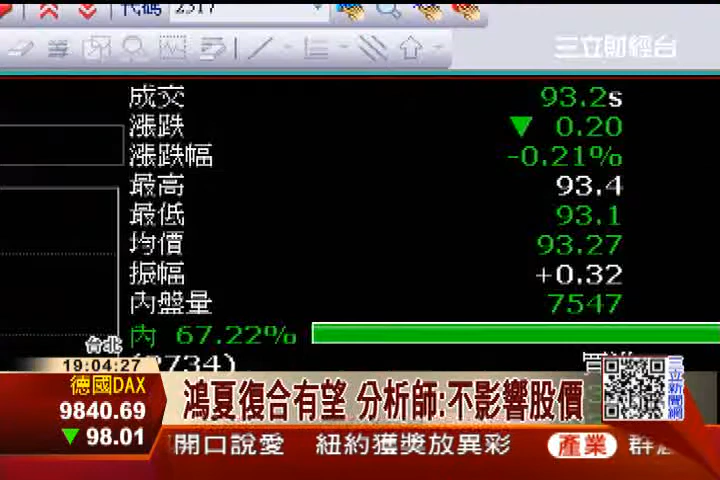 代碼 2317
三立財經台
成交 93.2s
漲跌 ▼ 0.20
漲跌幅 -0.21%
最高 93.4
最低 93.1
均價 93.27
振幅 +0.32
內盤量 7547
內 67.22%
台北
19:04:27
(2734)
德國DAX
9840.69
▼ 98.01
鴻夏復合有望 分析師:不影響股價
三立新聞網
開口說愛 紐約獲獎放異彩 產業